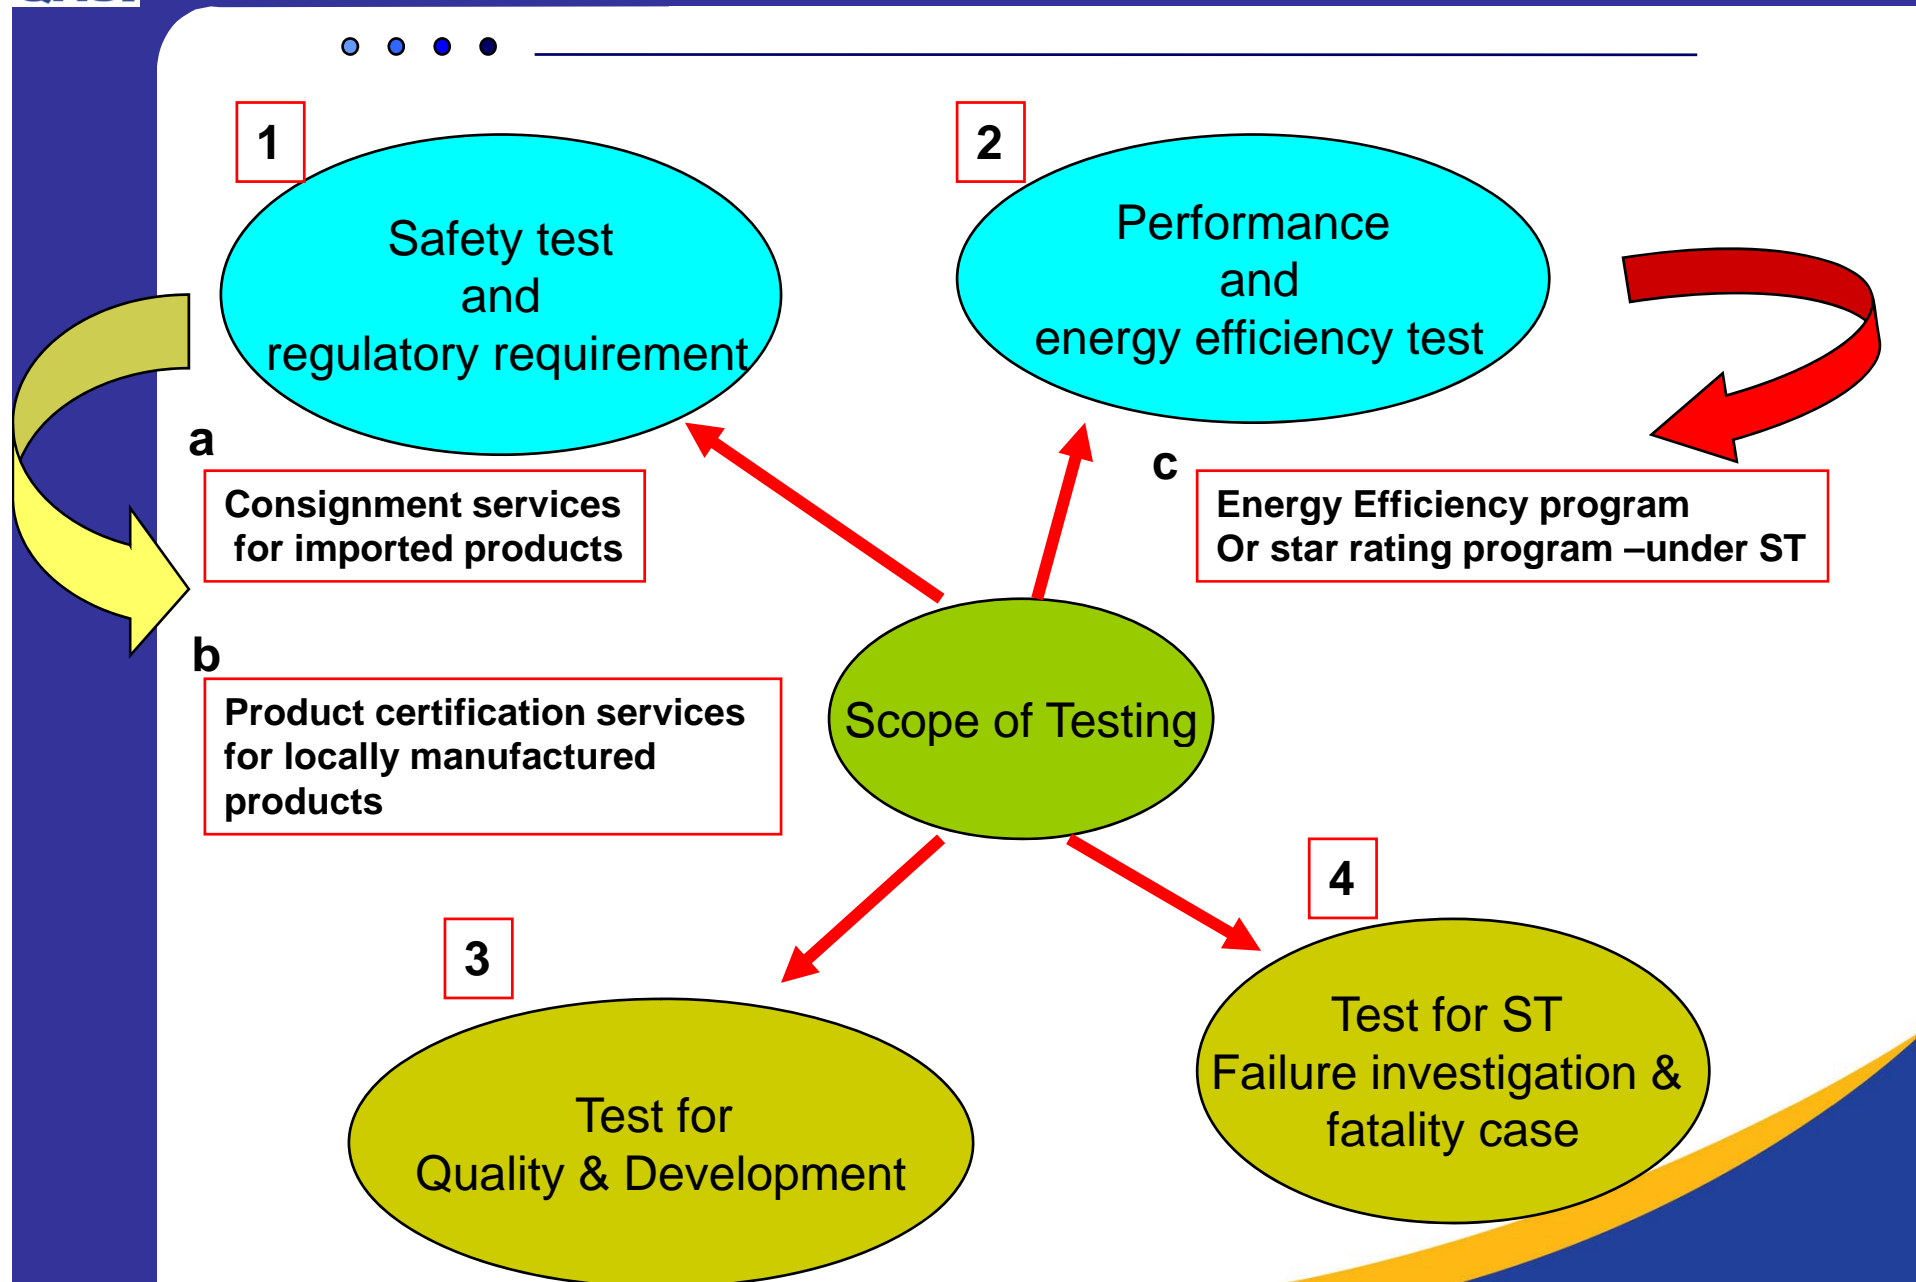 1
Safety test
and
regulatory requirement
2
Performance
and
energy efficiency test
a
Consignment services
for imported products
c
Energy Efficiency program
Or star rating program –under ST
b
Product certification services
for locally manufactured
products
Scope of Testing
3
Test for
Quality & Development
4
Test for ST
Failure investigation &
fatality case